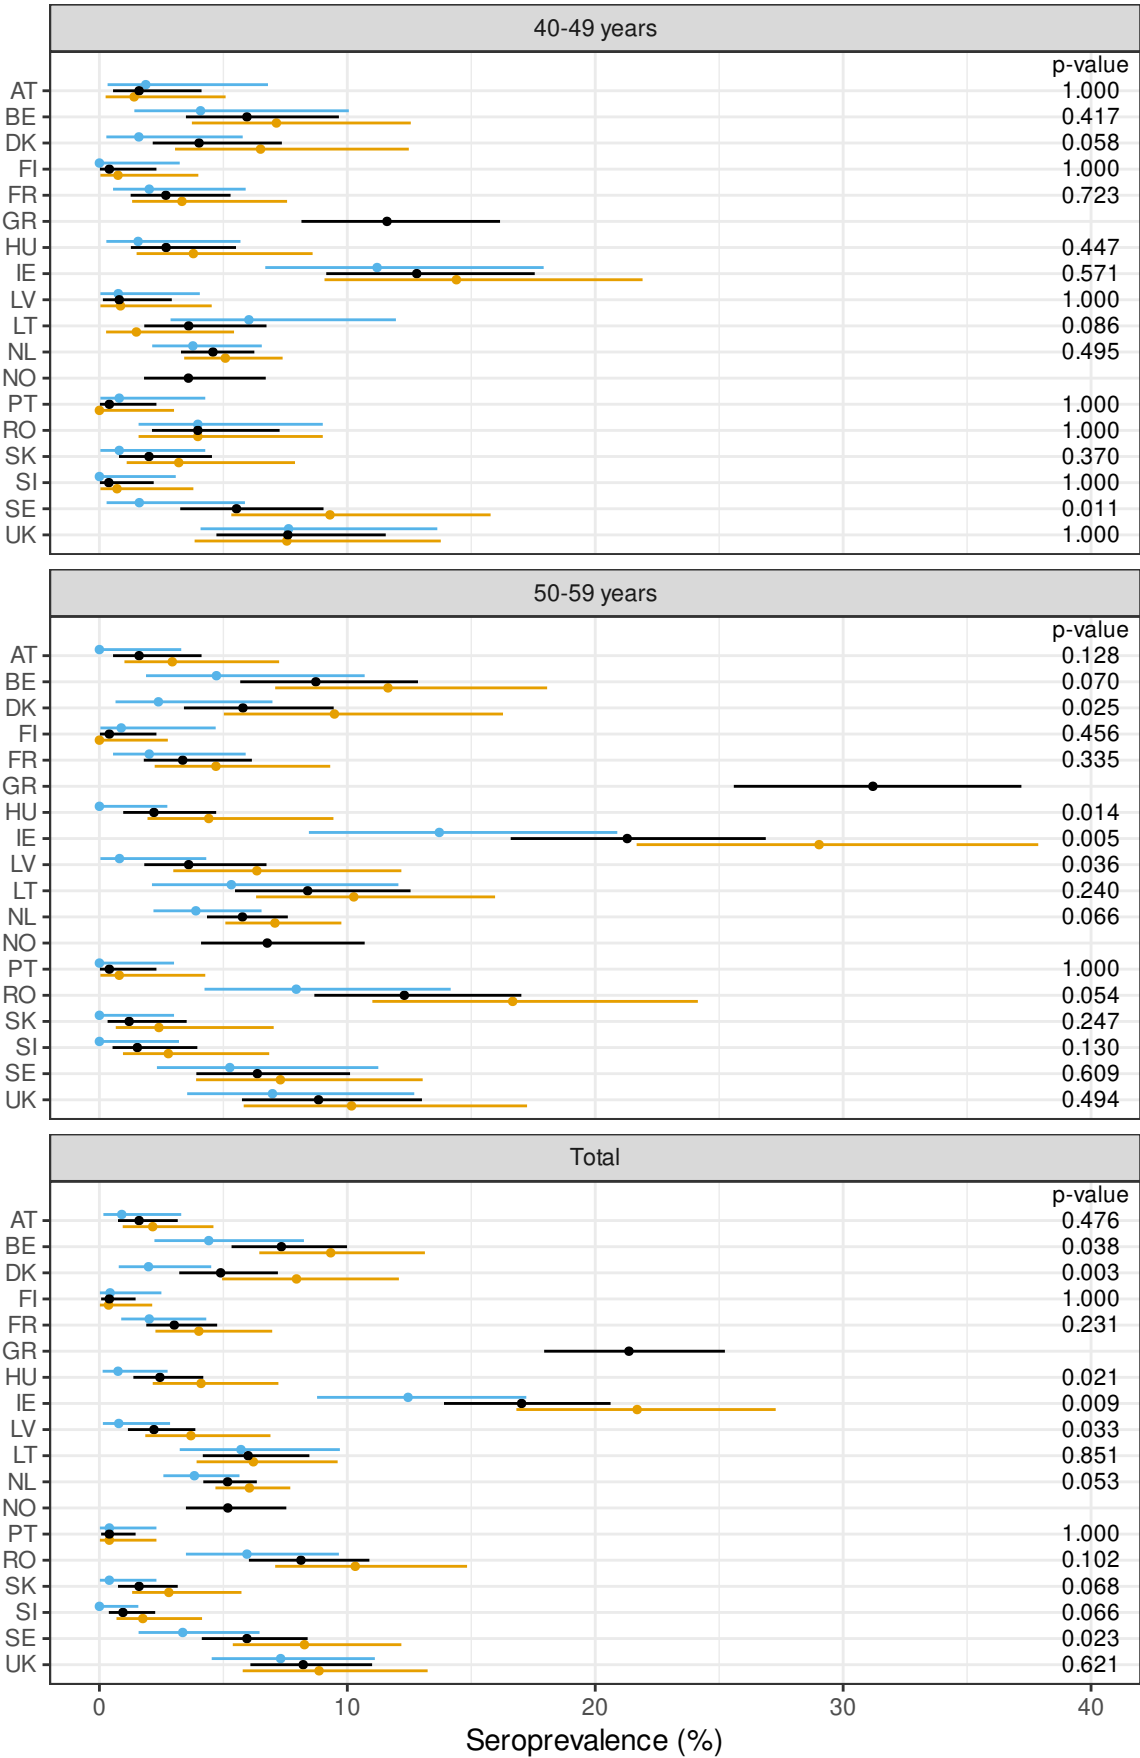 40-49 years
p-value
AT 1.000
BE 0.417
DK 0.058
FI 1.000
FR 0.723
GR
HU 0.447
IE 0.571
LV 1.000
LT 0.086
NL 0.495
NO
PT 1.000
RO 1.000
SK 0.370
SI 1.000
SE 0.011
UK 1.000
50-59 years
p-value
AT 0.128
BE 0.070
DK 0.025
FI 0.456
FR 0.335
GR
HU 0.014
IE 0.005
LV 0.036
LT 0.240
NL 0.066
NO
PT 1.000
RO 0.054
SK 0.247
SI 0.130
SE 0.609
UK 0.494
Total
p-value
AT 0.476
BE 0.038
DK 0.003
FI 1.000
FR 0.231
GR
HU 0.021
IE 0.009
LV 0.033
LT 0.851
NL 0.053
NO
PT 1.000
RO 0.102
SK 0.068
SI 0.066
SE 0.023
UK 0.621
0 10 20 30 40
Seroprevalence (%)